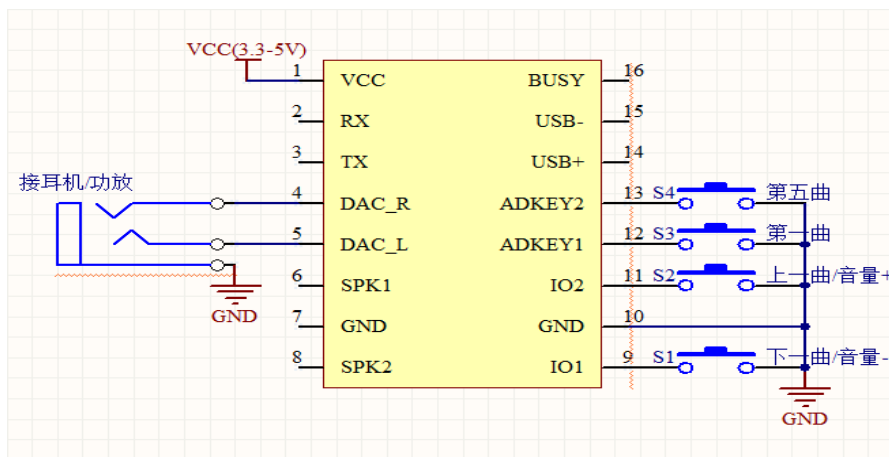 VCC(3.3-5V)
1 VCC BUSY 16
2 RX USB- 15
3 TX USB+ 14
接耳机/功放
4 DAC_R ADKEY2 13 S4 第五曲
5 DAC_L ADKEY1 12 S3 第一曲
6 SPK1 IO2 11 S2 上一曲/音量+
GND
7 GND GND 10
8 SPK2 IO1 9 S1 下一曲/音量-
GND